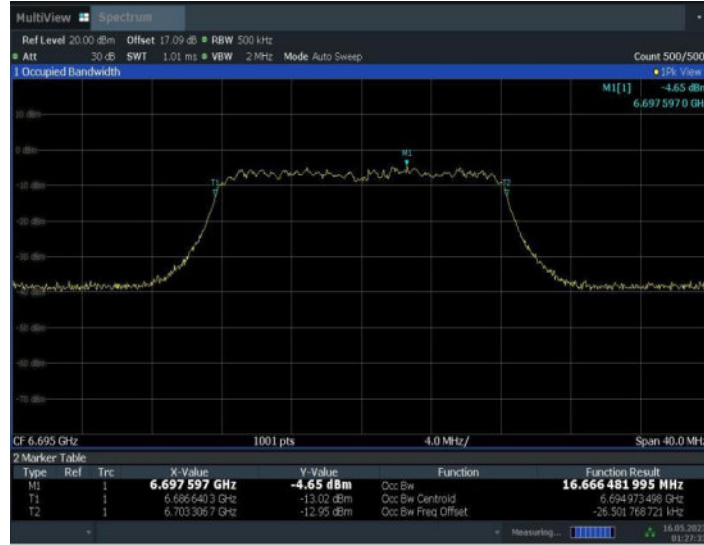 MultiView Spectrum
Ref Level 20.00 dBm Offset 17.09 dB RBW 500 kHz
Att 30 dB SWT 1.01 ms VBW 2 MHz Mode Auto Sweep Count 500/500
1 Occupied Bandwidth 1Pk View
M1[1] -4.65 dBm
6.697 597 0 GH
10 dBm
0 dBm
M1
-10 dBm
T1 T2
-20 dBm
-30 dBm
-40 dBm
-50 dBm
-60 dBm
-70 dBm
CF 6.695 GHz 1001 pts 4.0 MHz/ Span 40.0 MHz
2 Marker Table
Type Ref Trc X-Value Y-Value Function Function Result
M1 1 6.697 597 GHz -4.65 dBm Occ Bw 16.666 481 995 MHz
T1 1 6.686 640 3 GHz -13.02 dBm Occ Bw Centroid 6.694 973 498 GHz
T2 1 6.703 306 7 GHz -12.95 dBm Occ Bw Freq Offset -26.501 768 721 kHz
Measuring... 16.05.202
01:27:3